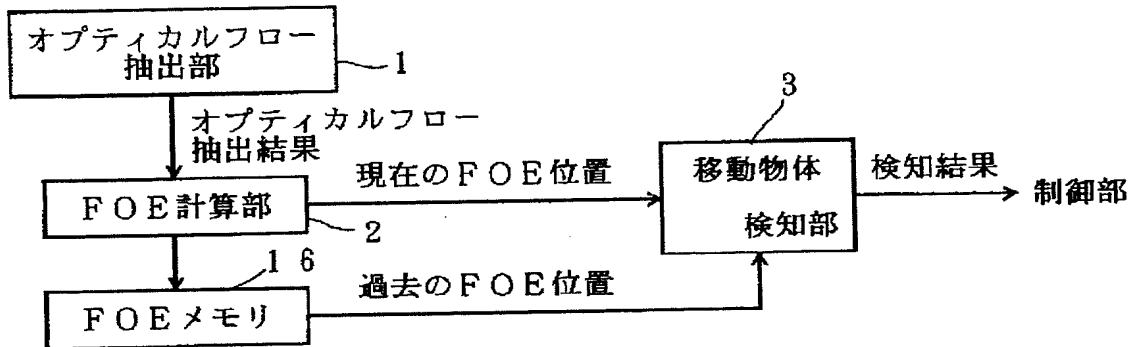 オプティカルフロー
抽出部
1
オプティカルフロー
抽出結果
FOE計算部
2
現在のFOE位置
3
移動物体
検知部
検知結果
制御部
16
FOEメモリ
過去のFOE位置